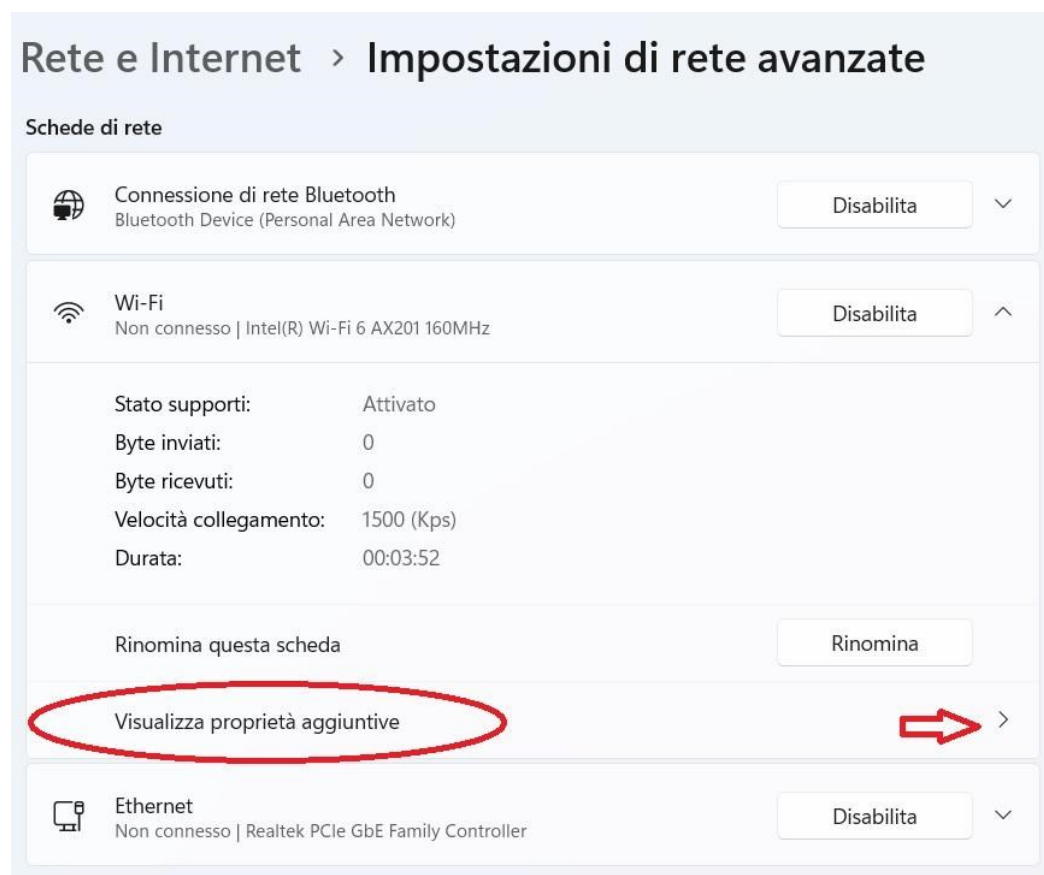 Rete e Internet > Impostazioni di rete avanzate
Schede di rete
Connessione di rete Bluetooth
Bluetooth Device (Personal Area Network)
Disabilita
Wi-Fi
Non connesso | Intel(R) Wi-Fi 6 AX201 160MHz
Disabilita
Stato supporti: Attivato
Byte inviati: 0
Byte ricevuti: 0
Velocità collegamento: 1500 (Kps)
Durata: 00:03:52
Rinomina questa scheda
Rinomina
Visualizza proprietà aggiuntive
Ethernet
Non connesso | Realtek PCIe GbE Family Controller
Disabilita